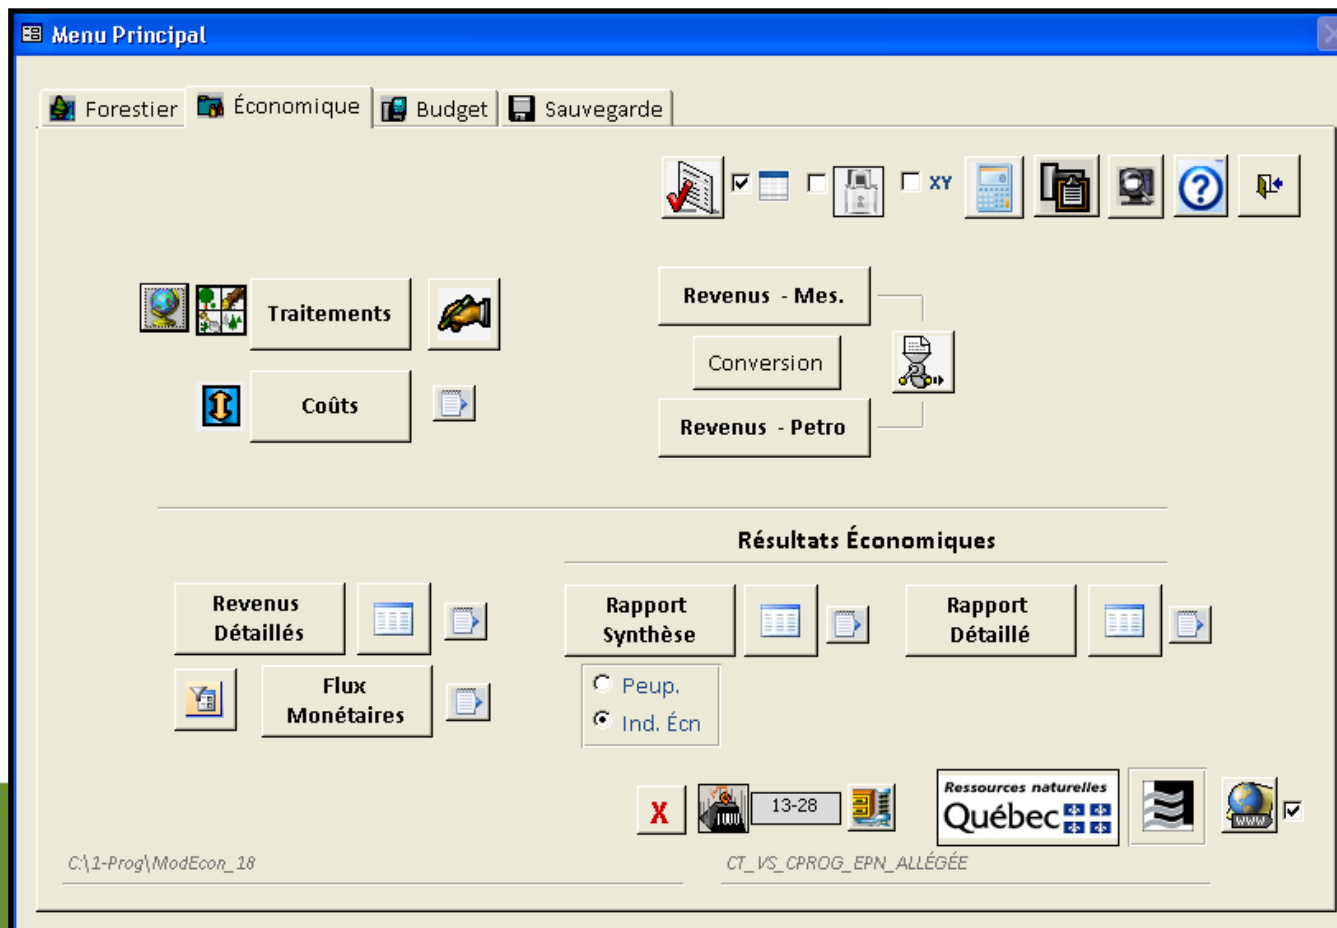 Menu Principal
Forestier Économique Budget Sauvegarde
XY
Traitements
Revenus - Mes.
Conversion
Coûts
Revenus - Petro
Résultats Économiques
Revenus
Détaillés
Rapport
Synthèse
Rapport
Détaillé
Flux
Monétaires
Peup.
Ind. Écn
X
13-28
Ressources naturelles
Québec
WWW
C:\1-Prog\ModEcon_18
CT_VS_CPROG_EPN_ALLÉGÉE